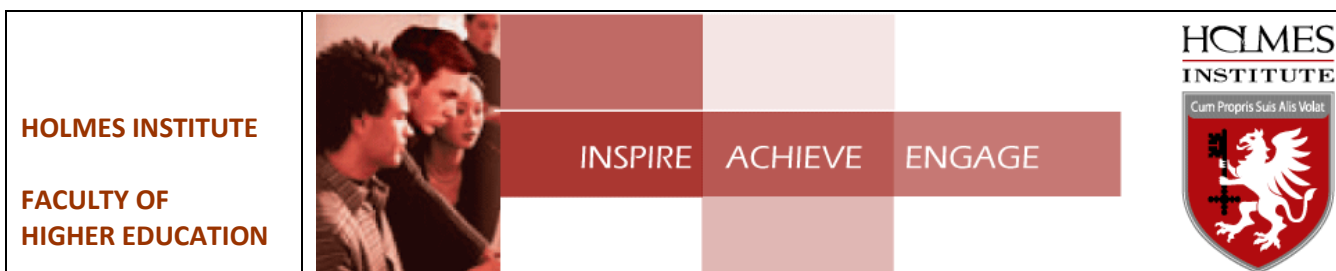 HOLMES INSTITUTE
FACULTY OF
HIGHER EDUCATION
INSPIRE ACHIEVE ENGAGE
HOLMES
INSTITUTE
Cum Propris Suis Alis Volat